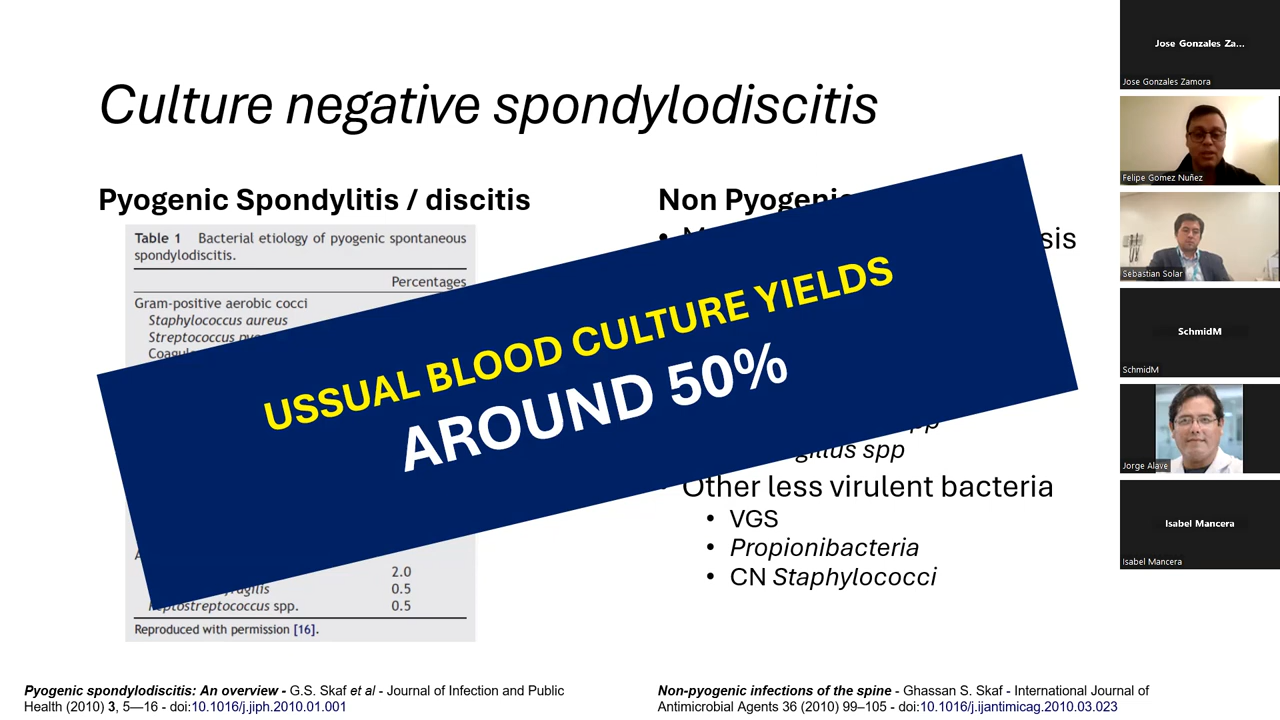 Culture negative spondylodiscitis
Pyogenic Spondylitis / discitis
Table 1 Bacterial etiology of pyogenic spontaneous
spondylodiscitis.
Percentages
Gram-positive aerobic cocci
Staphylococcus aureus
Streptococcus
2.0
0.5
Peptostreptococcus spp. 0.5
Reproduced with permission [16].
Non Pyogenic
USSUAL BLOOD CULTURE YIELDS
AROUND 50%
spp
• Other less virulent bacteria
• VGS
• Propionibacteria
• CN Staphylococci
Pyogenic spondylodiscitis: An overview - G.S. Skaf et al - Journal of Infection and Public
Health (2010) 3, 5—16 - doi:10.1016/j.jiph.2010.01.001
Non-pyogenic infections of the spine - Ghassan S. Skaf - International Journal of
Antimicrobial Agents 36 (2010) 99–105 - doi:10.1016/j.ijantimicag.2010.03.023
Jose Gonzales Za...
Jose Gonzales Zamora
Felipe Gomez Nuñez
Sebastian Solar
SchmidM
SchmidM
Jorge Alave
Isabel Mancera
Isabel Mancera